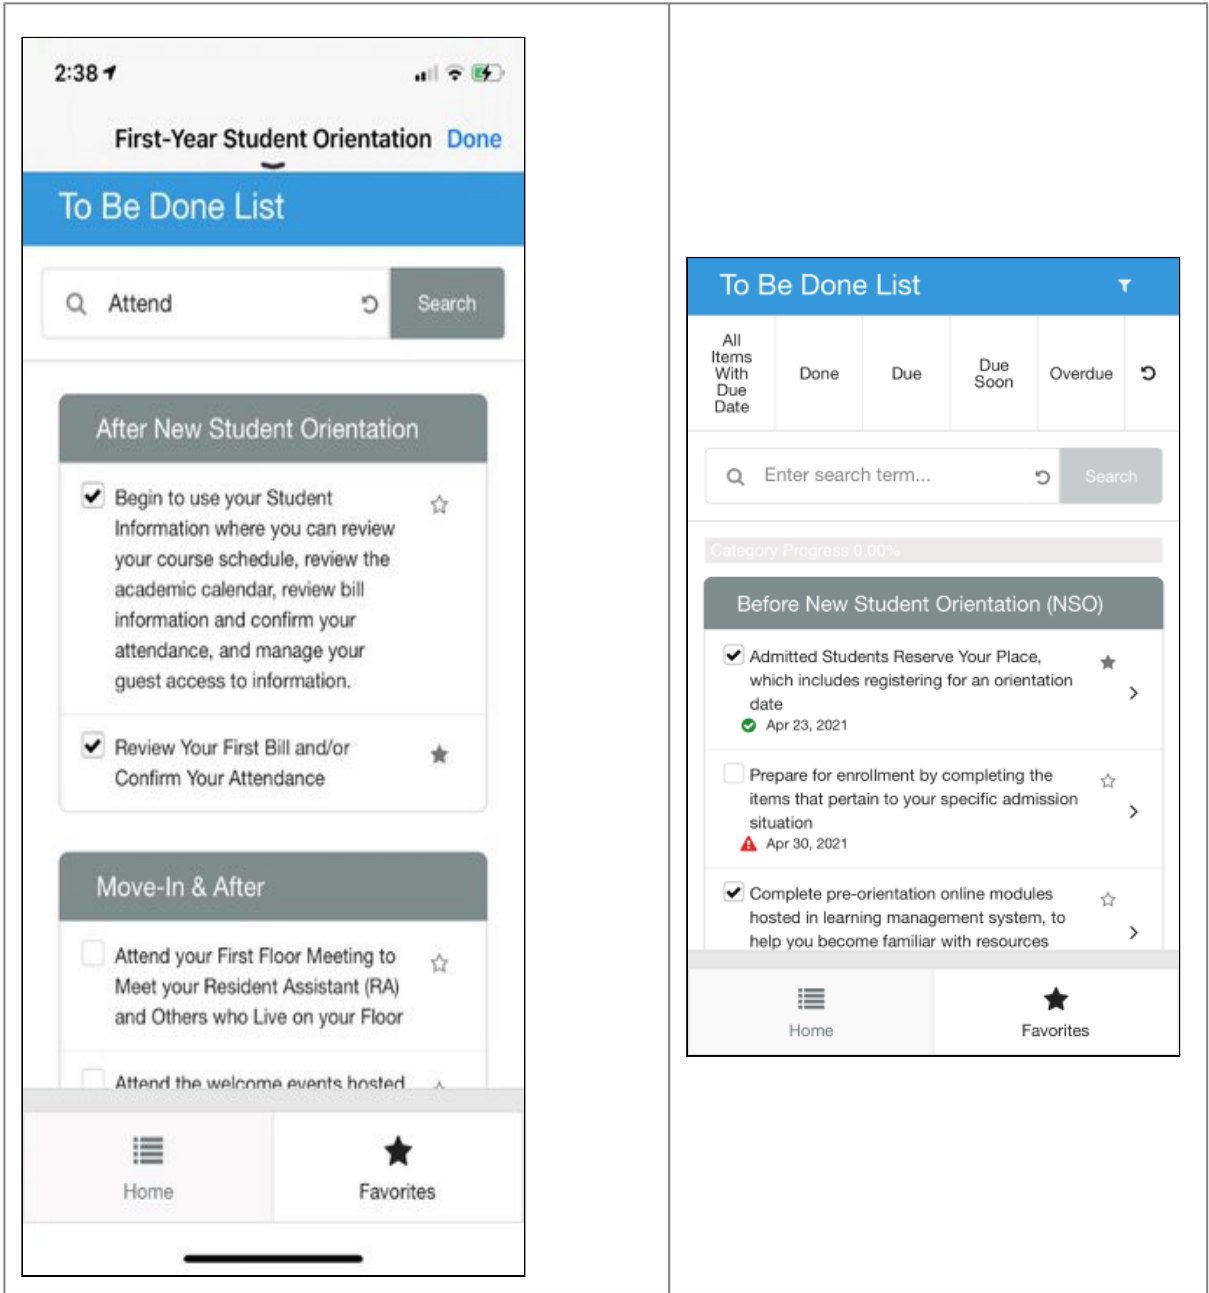 2:38
First-Year Student Orientation Done
To Be Done List
Attend
Search
After New Student Orientation
Begin to use your Student
Information where you can review
your course schedule, review the
academic calendar, review bill
information and confirm your
attendance, and manage your
guest access to information.
Review Your First Bill and/or
Confirm Your Attendance
Move-In & After
Attend your First Floor Meeting to
Meet your Resident Assistant (RA)
and Others who Live on your Floor
Attend the welcome events hosted
Home
Favorites
To Be Done List
All
Items
With
Due
Date
Done
Due
Due
Soon
Overdue
Enter search term...
Search
Category Progress 0.00%
Before New Student Orientation (NSO)
Admitted Students Reserve Your Place,
which includes registering for an orientation
date
Apr 23, 2021
Prepare for enrollment by completing the
items that pertain to your specific admission
situation
Apr 30, 2021
Complete pre-orientation online modules
hosted in learning management system, to
help you become familiar with resources
Home
Favorites